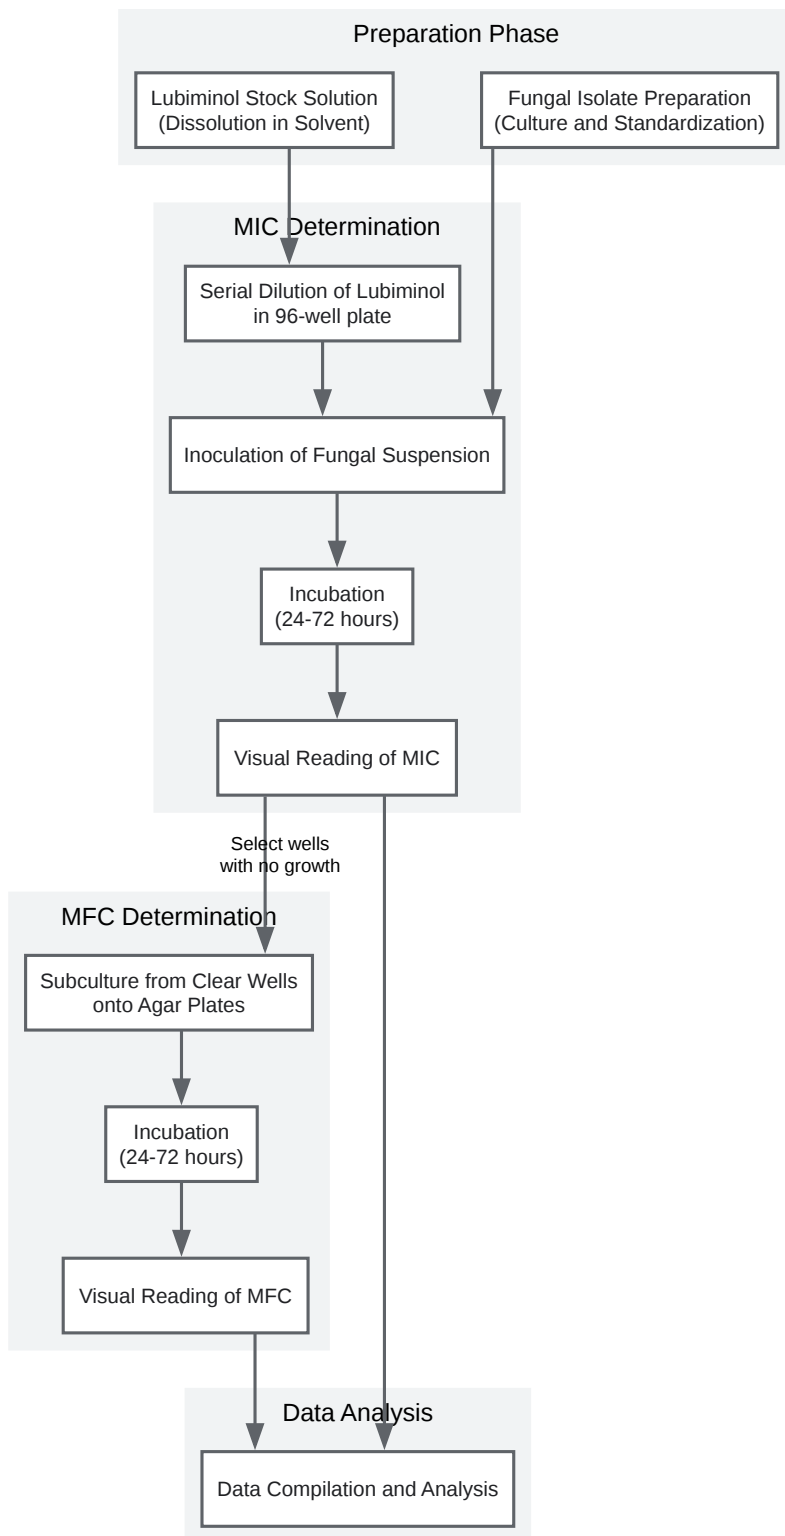 Preparation Phase
Lubiminol Stock Solution
(Dissolution in Solvent)
Fungal Isolate Preparation
(Culture and Standardization)
MIC Determination
Serial Dilution of Lubiminol
in 96-well plate
Inoculation of Fungal Suspension
Incubation
(24-72 hours)
Visual Reading of MIC
Select wells
with no growth
MFC Determination
Subculture from Clear Wells
onto Agar Plates
Incubation
(24-72 hours)
Visual Reading of MFC
Data Analysis
Data Compilation and Analysis